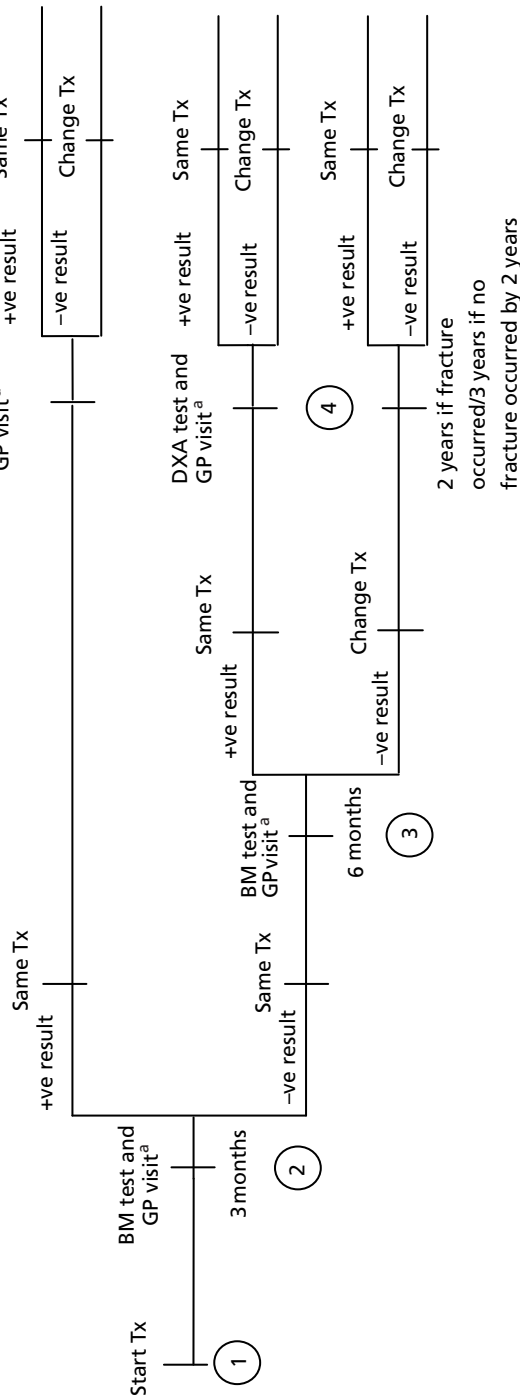 Start Tx
1
BM test and
GP visitᵃ
3months
2
+ve result
Same Tx
GP visitᵃ
+ve result
Same Tx
−ve result
Change Tx
−ve result
Same Tx
BM test and
GPvisit ᵃ
6 months
3
+ve result
Same Tx
DXA test and
GP visitᵃ
+ve result
Same Tx
−ve result
Change Tx
−ve result
Change Tx
4
+ve result
Same Tx
−ve result
Change Tx
2 years if fracture
occurred/3 years if no
fracture occurred by 2 years